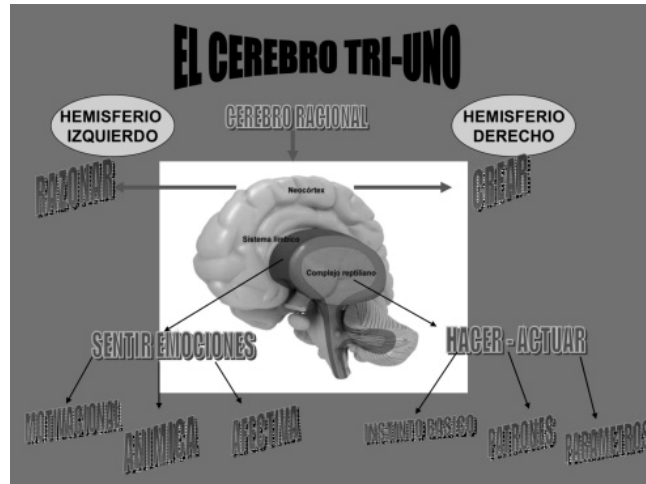 EL CEREBRO TRI-UNO
HEMISFERIO
IZQUIERDO
CEREBRO RACIONAL
HEMISFERIO
DERECHO
RAZONAR
CREAR
Neocórtex
Sistema límbico
Complejo reptiliano
SENTIR EMOCIONES
HACER - ACTUAR
MOTIVACIONAL
ANIMICA
AFECTIVA
INSTINTO BASICO
PATRONES
PARAMETROS